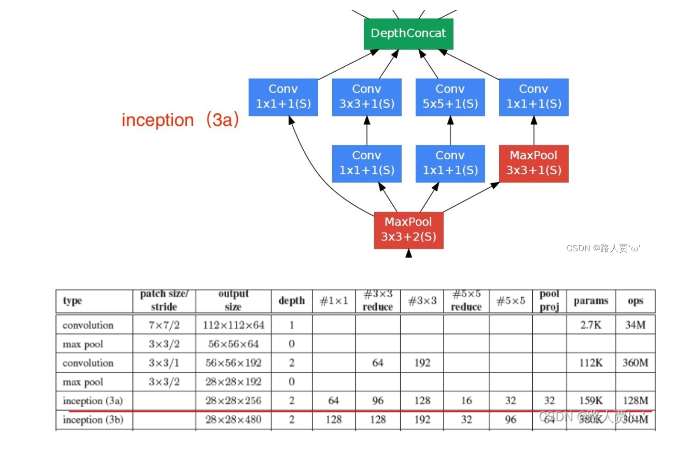 DepthConcat
Conv Conv Conv Conv
1x1+1(S) 3x3+1(S) 5x5+1(S) 1x1+1(S)
inception（3a）
Conv Conv MaxPool
1x1+1(S) 1x1+1(S) 3x3+1(S)
MaxPool
3x3+2(S)
CSDN @路人贾'ω'
type patch size/ stride output size depth #1×1 #3×3 reduce #3×3 #5×5 reduce #5×5 pool proj params ops
convolution 7×7/2 112×112×64 1 2.7K 34M
max pool 3×3/2 56×56×64 0
convolution 3×3/1 56×56×192 2 64 192 112K 360M
max pool 3×3/2 28×28×192 0
inception (3a) 28×28×256 2 64 96 128 16 32 32 159K 128M
inception (3b) 28×28×480 2 128 128 192 32 96 64 380K 304M
CSDN @路人贾'ω'